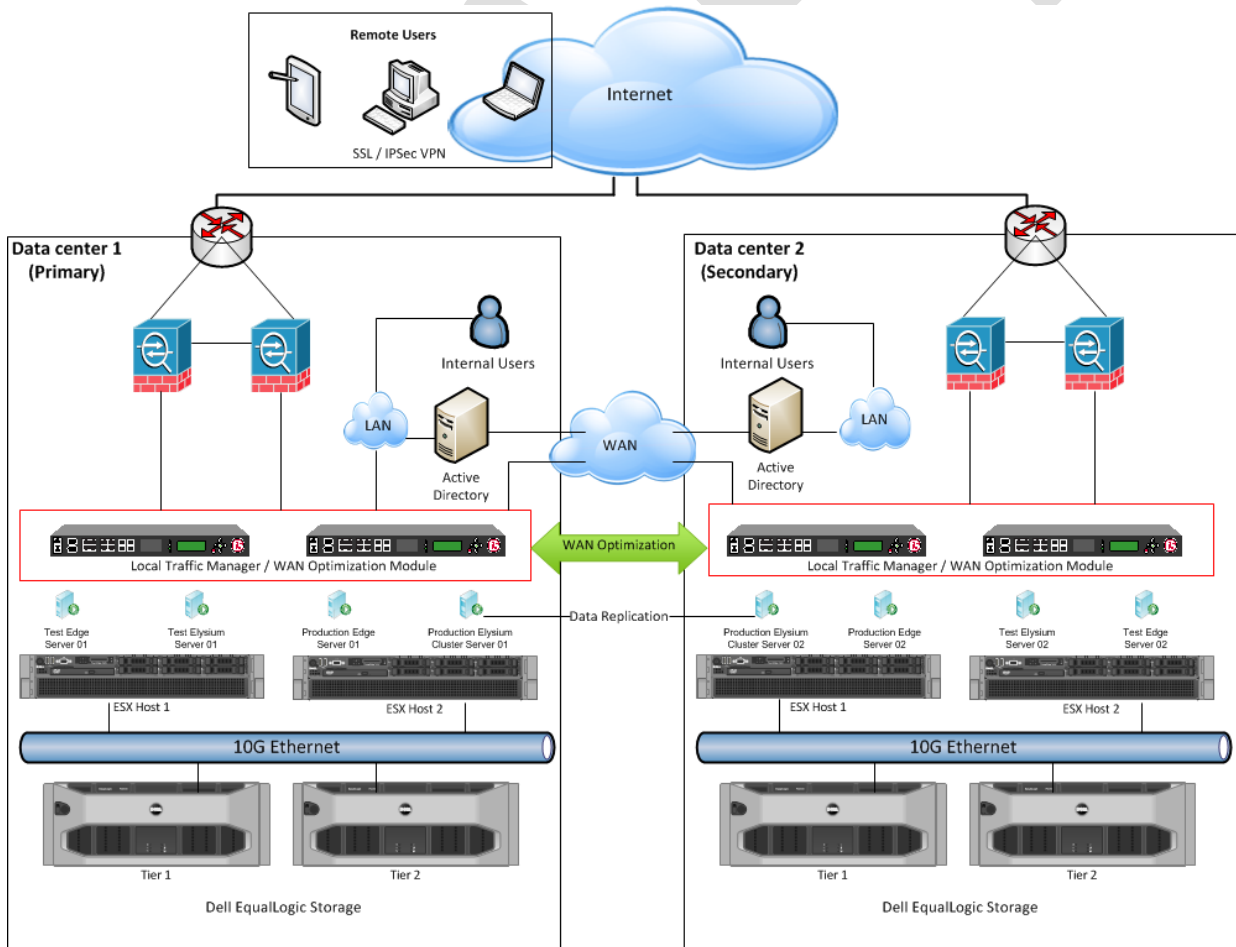 Remote Users
SSL / IPSec VPN
Internet
Data center 1
(Primary)
Internal Users
LAN
Active
Directory
WAN
Data center 2
(Secondary)
Internal Users
LAN
Active
Directory
Local Traffic Manager / WAN Optimization Module
WAN Optimization
Local Traffic Manager / WAN Optimization Module
Test Edge
Server 01
Test Elysium
Server 01
Production Edge
Server 01
Production Elysium
Cluster Server 01
Data Replication
Production Elysium
Cluster Server 02
Production Edge
Server 02
Test Elysium
Server 02
Test Edge
Server 02
ESX Host 1
ESX Host 2
ESX Host 1
ESX Host 2
10G Ethernet
10G Ethernet
Tier 1
Tier 2
Tier 1
Tier 2
Dell EqualLogic Storage
Dell EqualLogic Storage